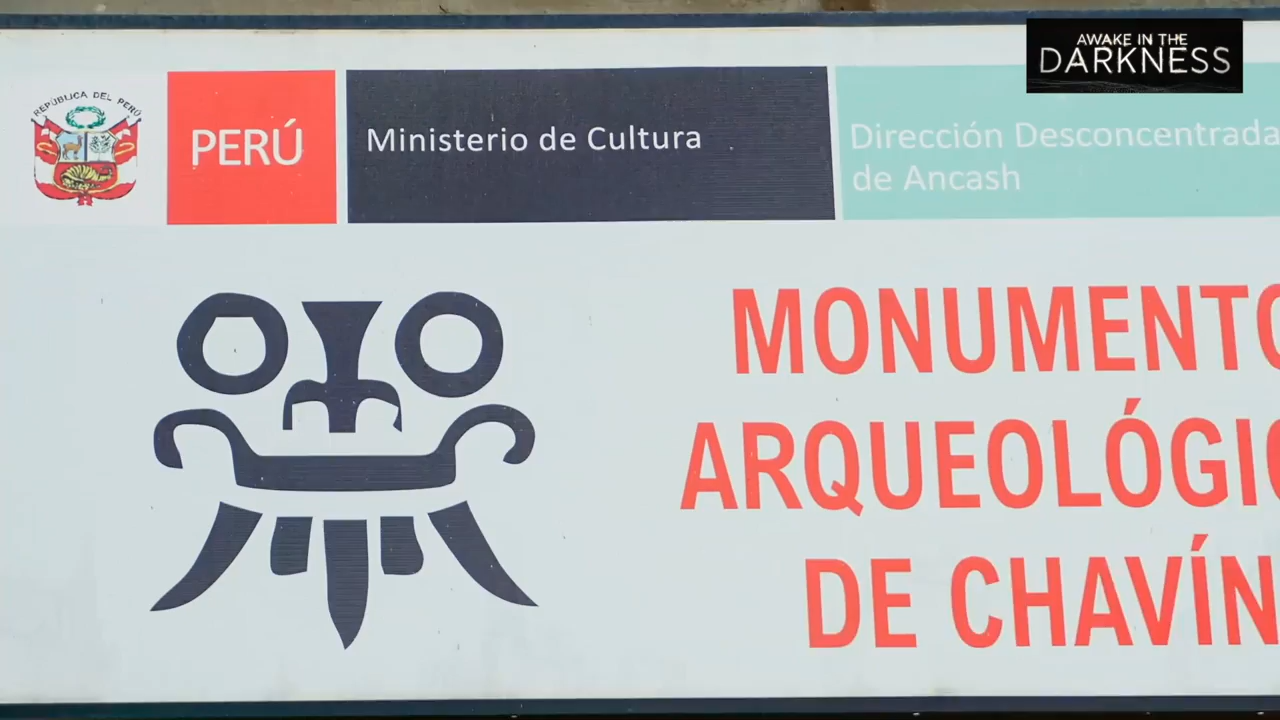 AWAKE IN THE
DARKNESS
REPÚBLICA DEL PERÚ
PERÚ
Ministerio de Cultura
Dirección Desconcentrada
de Ancash
MONUMENTO
ARQUEOLÓGIC
DE CHAVÍN